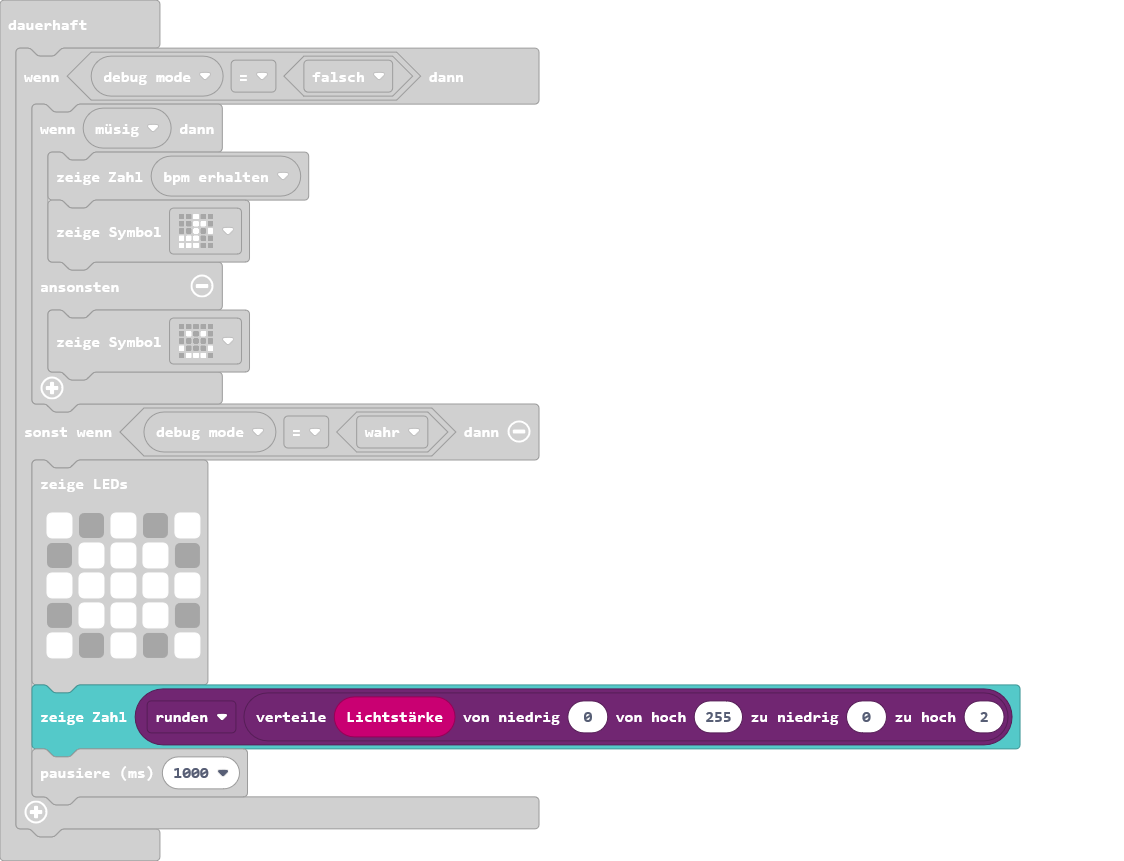 dauerhaft
wenn debug mode = falsch dann
wenn müsig dann
zeige Zahl bpm erhalten
zeige Symbol
ansonsten
zeige Symbol
sonst wenn debug mode = wahr dann
zeige LEDs
zeige Zahl runden verteile Lichtstärke von niedrig 0 von hoch 255 zu niedrig 0 zu hoch 2
pausiere (ms) 1000